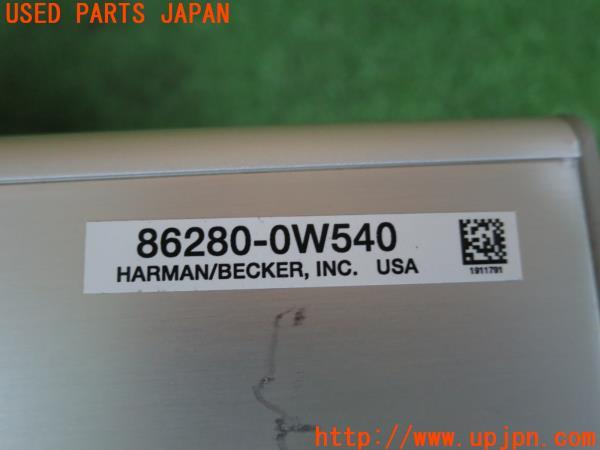 USED PARTS JAPAN
86280-0W540
HARMAN/BECKER, INC. USA
1911791
http://www.upjpn.com